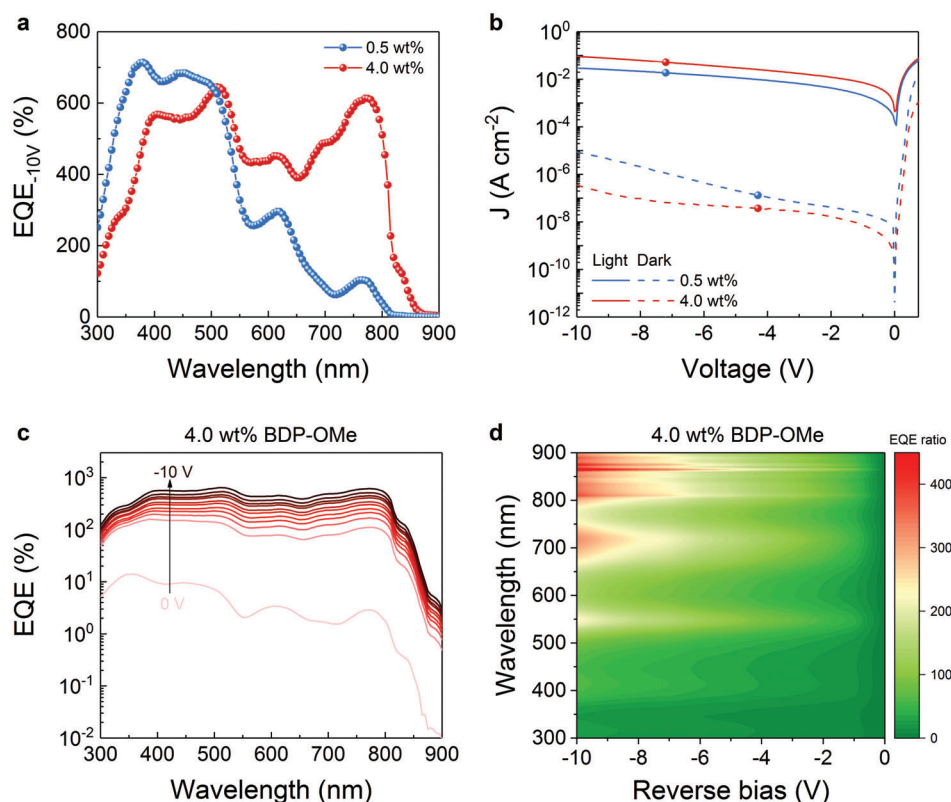 a
EQE-10V (%)
800
600
400
200
0
0.5 wt%
4.0 wt%
300 400 500 600 700 800 900
Wavelength (nm)
b
J (A cm-2)
10^0
10^-2
10^-4
10^-6
10^-8
10^-10
10^-12
Light Dark
0.5 wt%
4.0 wt%
-10 -8 -6 -4 -2 0
Voltage (V)
c
4.0 wt% BDP-OMe
EQE (%)
10^3
10^2
10^1
10^0
10^-1
10^-2
-10 V
0 V
300 400 500 600 700 800 900
Wavelength (nm)
d
4.0 wt% BDP-OMe
EQE ratio
Wavelength (nm)
900
800
700
600
500
400
300
400
300
200
100
0
-10 -8 -6 -4 -2 0
Reverse bias (V)